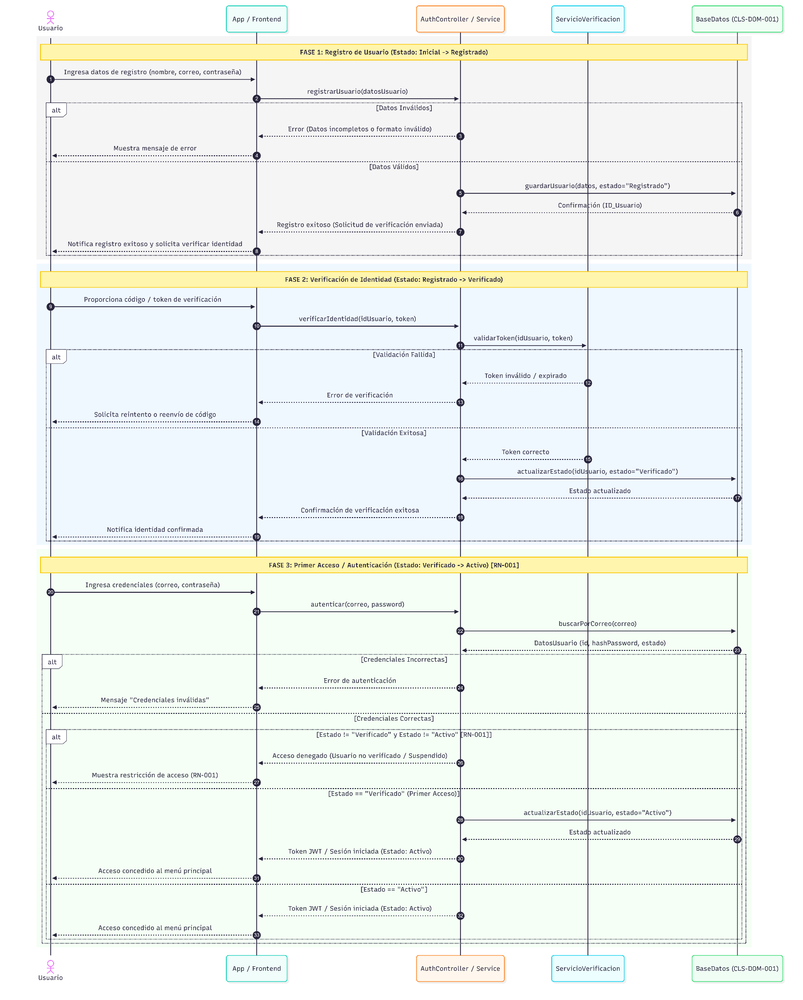 Usuario
App / Frontend
AuthController / Service
ServicioVerificacion
BaseDatos (CLS-DOM-001)
FASE 1: Registro de Usuario (Estado: Inicial -> Registrado)
Ingresa datos de registro (nombre, correo, contraseña)
1
registrarUsuario(datosUsuario)
2
alt
[Datos Inválidos]
Error (Datos incompletos o formato inválido)
3
Muestra mensaje de error
4
[Datos Válidos]
guardarUsuario(datos, estado="Registrado")
5
Confirmación (ID_Usuario)
6
Registro exitoso (Solicitud de verificación enviada)
7
Notifica registro exitoso y solicita verificar identidad
8
FASE 2: Verificación de Identidad (Estado: Registrado -> Verificado)
Proporciona código / token de verificación
9
verificarIdentidad(idUsuario, token)
10
validarToken(idUsuario, token)
11
alt
[Validación Fallida]
Token inválido / expirado
12
Error de verificación
13
Solicita reintento o reenvío de código
14
[Validación Exitosa]
Token correcto
15
actualizarEstado(idUsuario, estado="Verificado")
16
Estado actualizado
17
Confirmación de verificación exitosa
18
Notifica identidad confirmada
19
FASE 3: Primer Acceso / Autenticación (Estado: Verificado -> Activo) [RN-001]
Ingresa credenciales (correo, contraseña)
20
autenticar(correo, password)
21
buscarPorCorreo(correo)
22
DatosUsuario (id, hashPassword, estado)
23
alt
[Credenciales Incorrectas]
Error de autenticación
24
Mensaje "Credenciales inválidas"
25
[Credenciales Correctas]
alt
[Estado != "Verificado" y Estado != "Activo" [RN-001]]
Acceso denegado (Usuario no verificado / Suspendido)
26
Muestra restricción de acceso (RN-001)
27
[Estado == "Verificado" (Primer Acceso)]
actualizarEstado(idUsuario, estado="Activo")
28
Estado actualizado
29
Token JWT / Sesión iniciada (Estado: Activo)
30
Acceso concedido al menú principal
31
[Estado == "Activo"]
Token JWT / Sesión iniciada (Estado: Activo)
32
Acceso concedido al menú principal
33
Usuario
App / Frontend
AuthController / Service
ServicioVerificacion
BaseDatos (CLS-DOM-001)